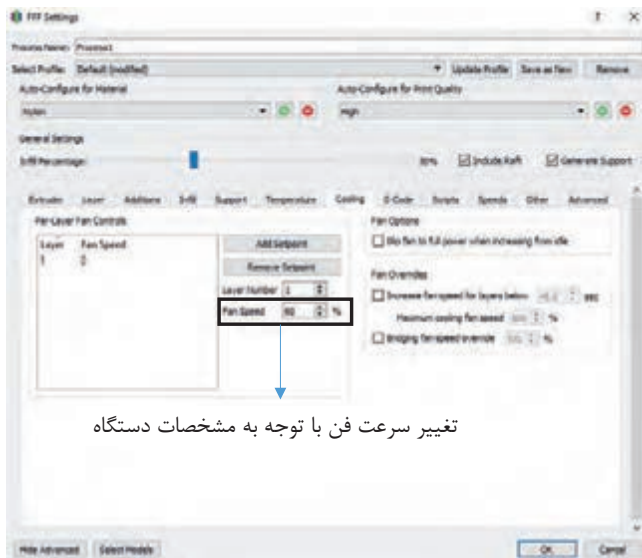 FFF Settings
Process Name: Process1
Select Profile: Default (modified) Update Profile Save as New Remove
Auto-Configure for Material
Auto-Configure for Print Quality
Nylon
High
General Settings
Infill Percentage: Include Raft Generate Support
Extruder Layer Additions Infill Support Temperature Cooling G-Code Scripts Speeds Other Advanced
Per-Layer Fan Controls
Layer Fan Speed
1
Add Setpoint
Remove Setpoint
Layer Number 1
Fan Speed 60 %
Fan Options
Blip fan to full power when increasing from idle
Fan Overrides
Increase fan speed for layers below sec
Maximum cooling fan speed %
Bridging fan speed override %
تغییر سرعت فن با توجه به مشخصات دستگاه
Hide Advanced Select Models OK Cancel